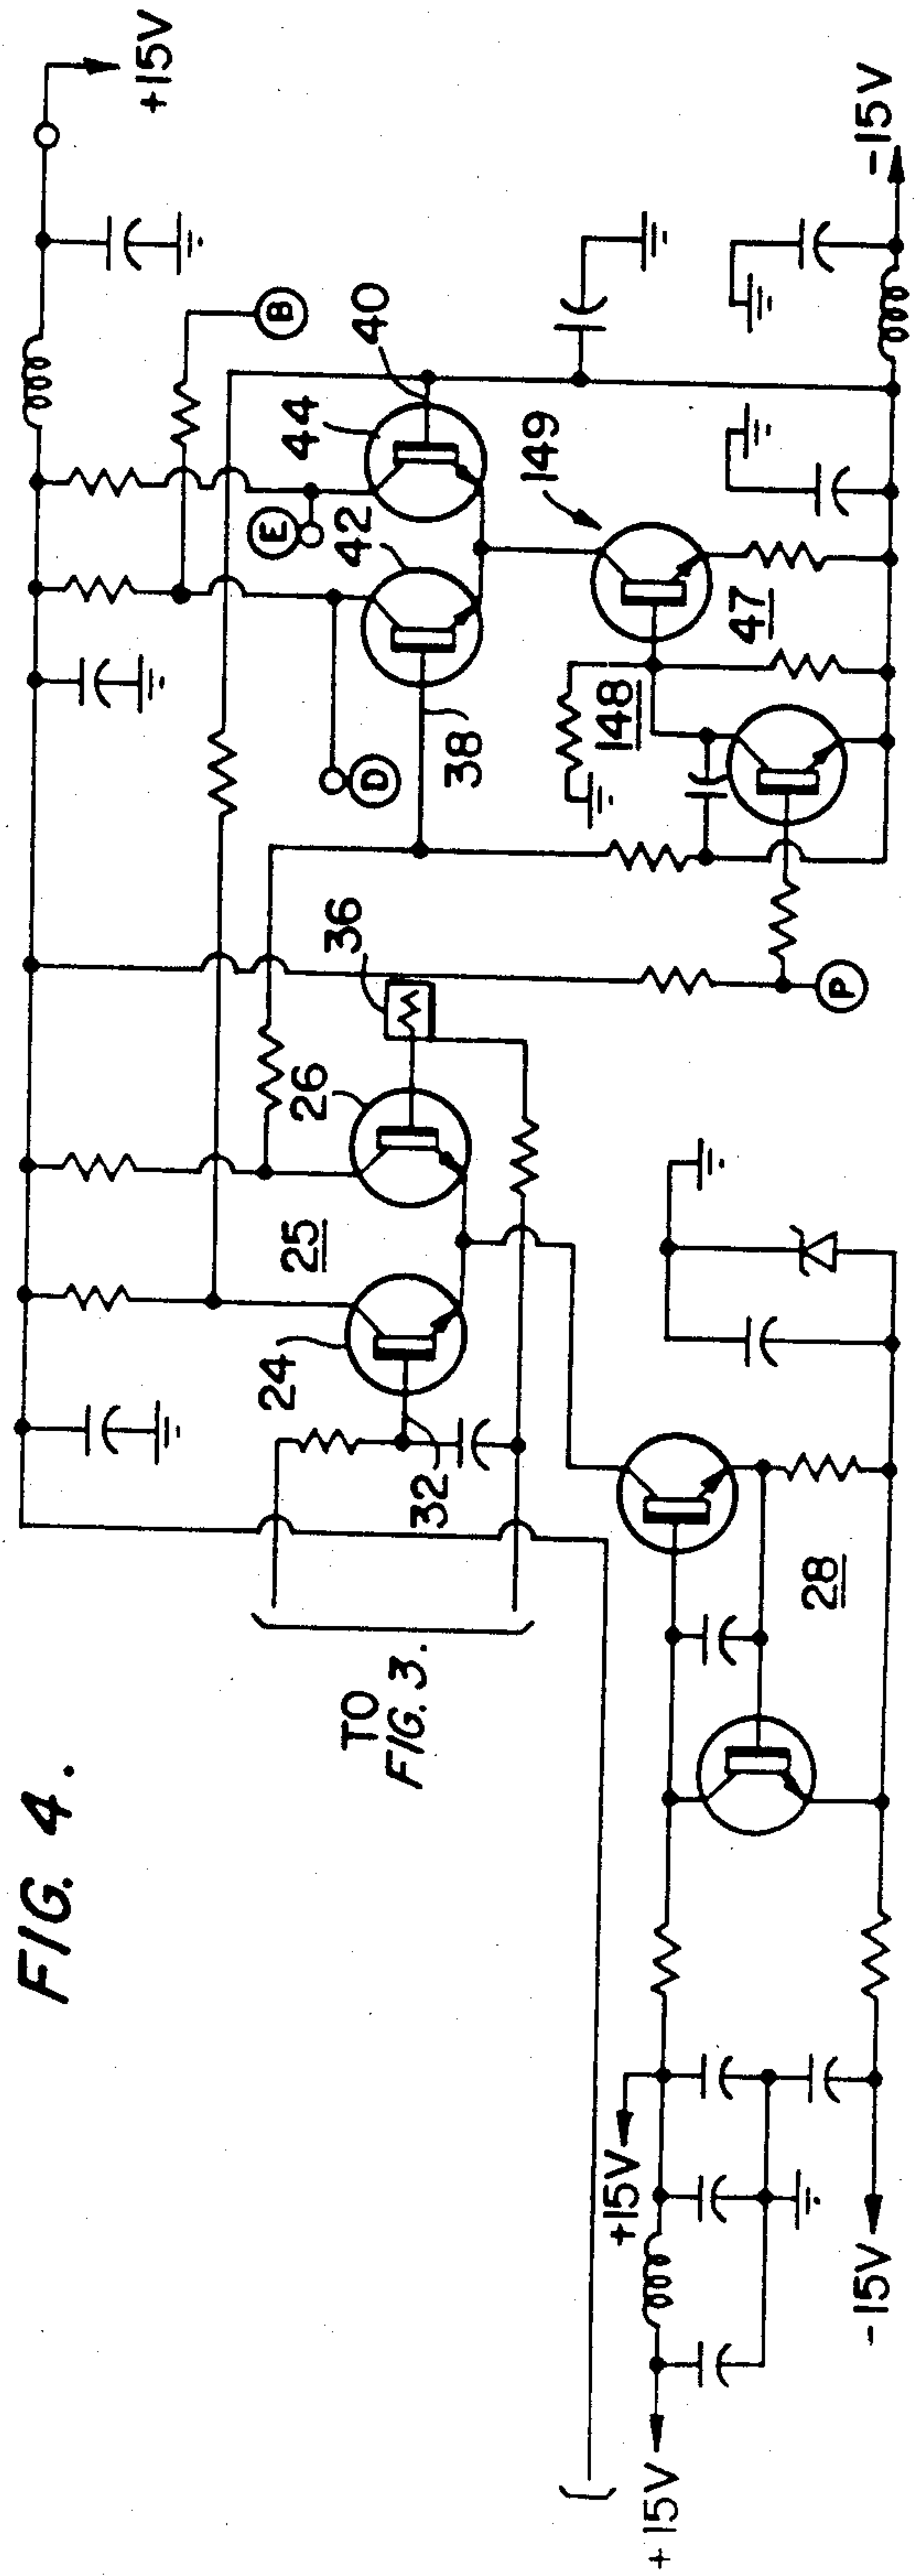 FIG. 4.
+15V
B
40
44
E
42
149
D
38
148
47
-15V
36
26
25
24
32
P
TO
FIG. 3.
28
+15V
+15V
-15V